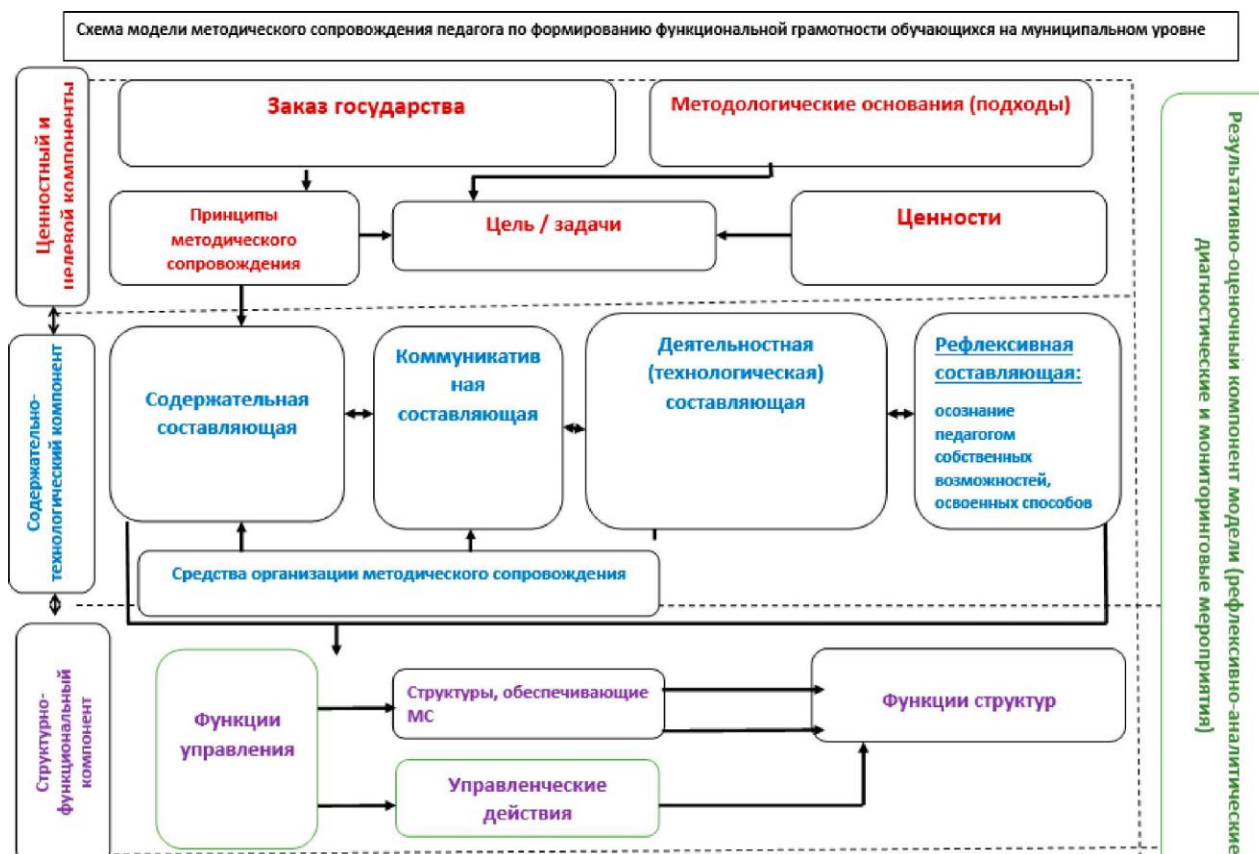 Схема модели методического сопровождения педагога по формированию функциональной грамотности обучающихся на муниципальном уровне
Ценностный и
целевой компоненты
Заказ государства
Методологические основания (подходы)
Принципы
методического
сопровождения
Цель / задачи
Ценности
Содержательно-
технологический компонент
Содержательная
составляющая
Коммуникатив
ная
составляющая
Деятельностная
(технологическая)
составляющая
Рефлексивная
составляющая:
осознание
педагогом
собственных
возможностей,
освоенных способов
Средства организации методического сопровождения
Структурно-
функциональный
компонент
Функции
управления
Структуры, обеспечивающие
МС
Функции структур
Управленческие
действия
Результативно-оценочный компонент модели (рефлексивно-аналитические
диагностические и мониторинговые мероприятия)